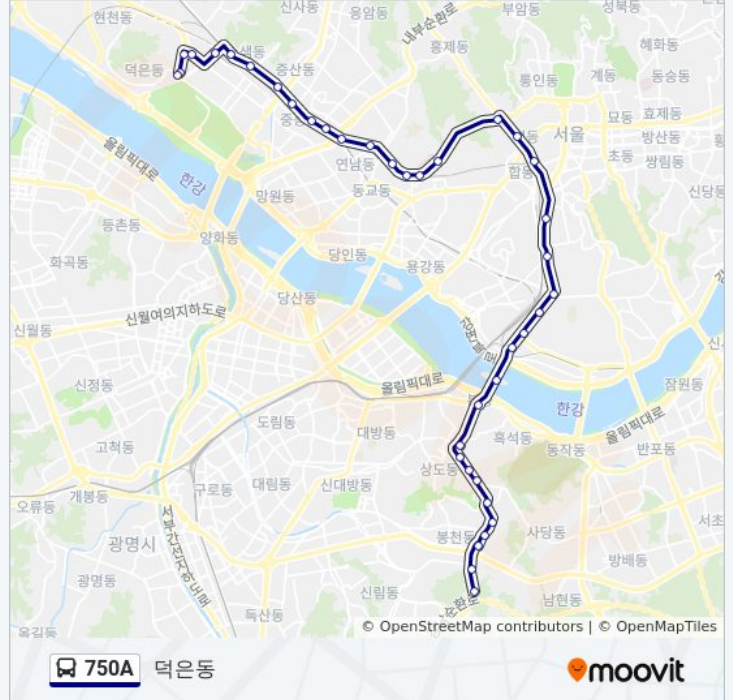 현천동
신사동
응암동
내부순환로
부암동
성북동
홍제동
혜화동
생동
덕은동
증산동
통인동
계동
동숭동
묘동
효제동
서울
방산동
초동
쌍림동
연남동
합동
올림픽대로
한강
동교동
신당동
망원동
등촌동
양화동
화곡동
당인동
용강동
당산동
신월여의지하도로
신월동
올림픽대로
신정동
잠원동
한강
올림픽대로
도림동
대방동
흑석동
동작동
반포동
고척동
상도동
구로동
대림동
신대방동
개봉동
오류동
서부간선지하도로
봉천동
사당동
서초
광명시
방배동
광명동
신림동
남현동
독산동
옥길동
© OpenStreetMap contributors | © OpenMapTiles
750A 덕은동
moovit